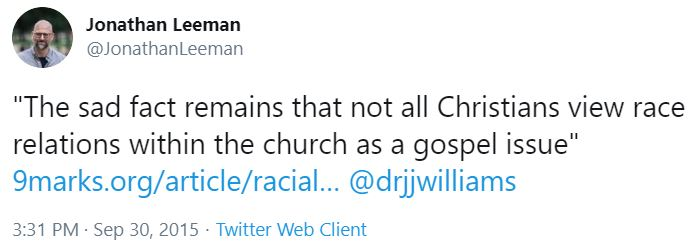 Jonathan Leeman
@JonathanLeeman
"The sad fact remains that not all Christians view race
relations within the church as a gospel issue"
9marks.org/article/racial... @drjjwilliams
3:31 PM · Sep 30, 2015 · Twitter Web Client